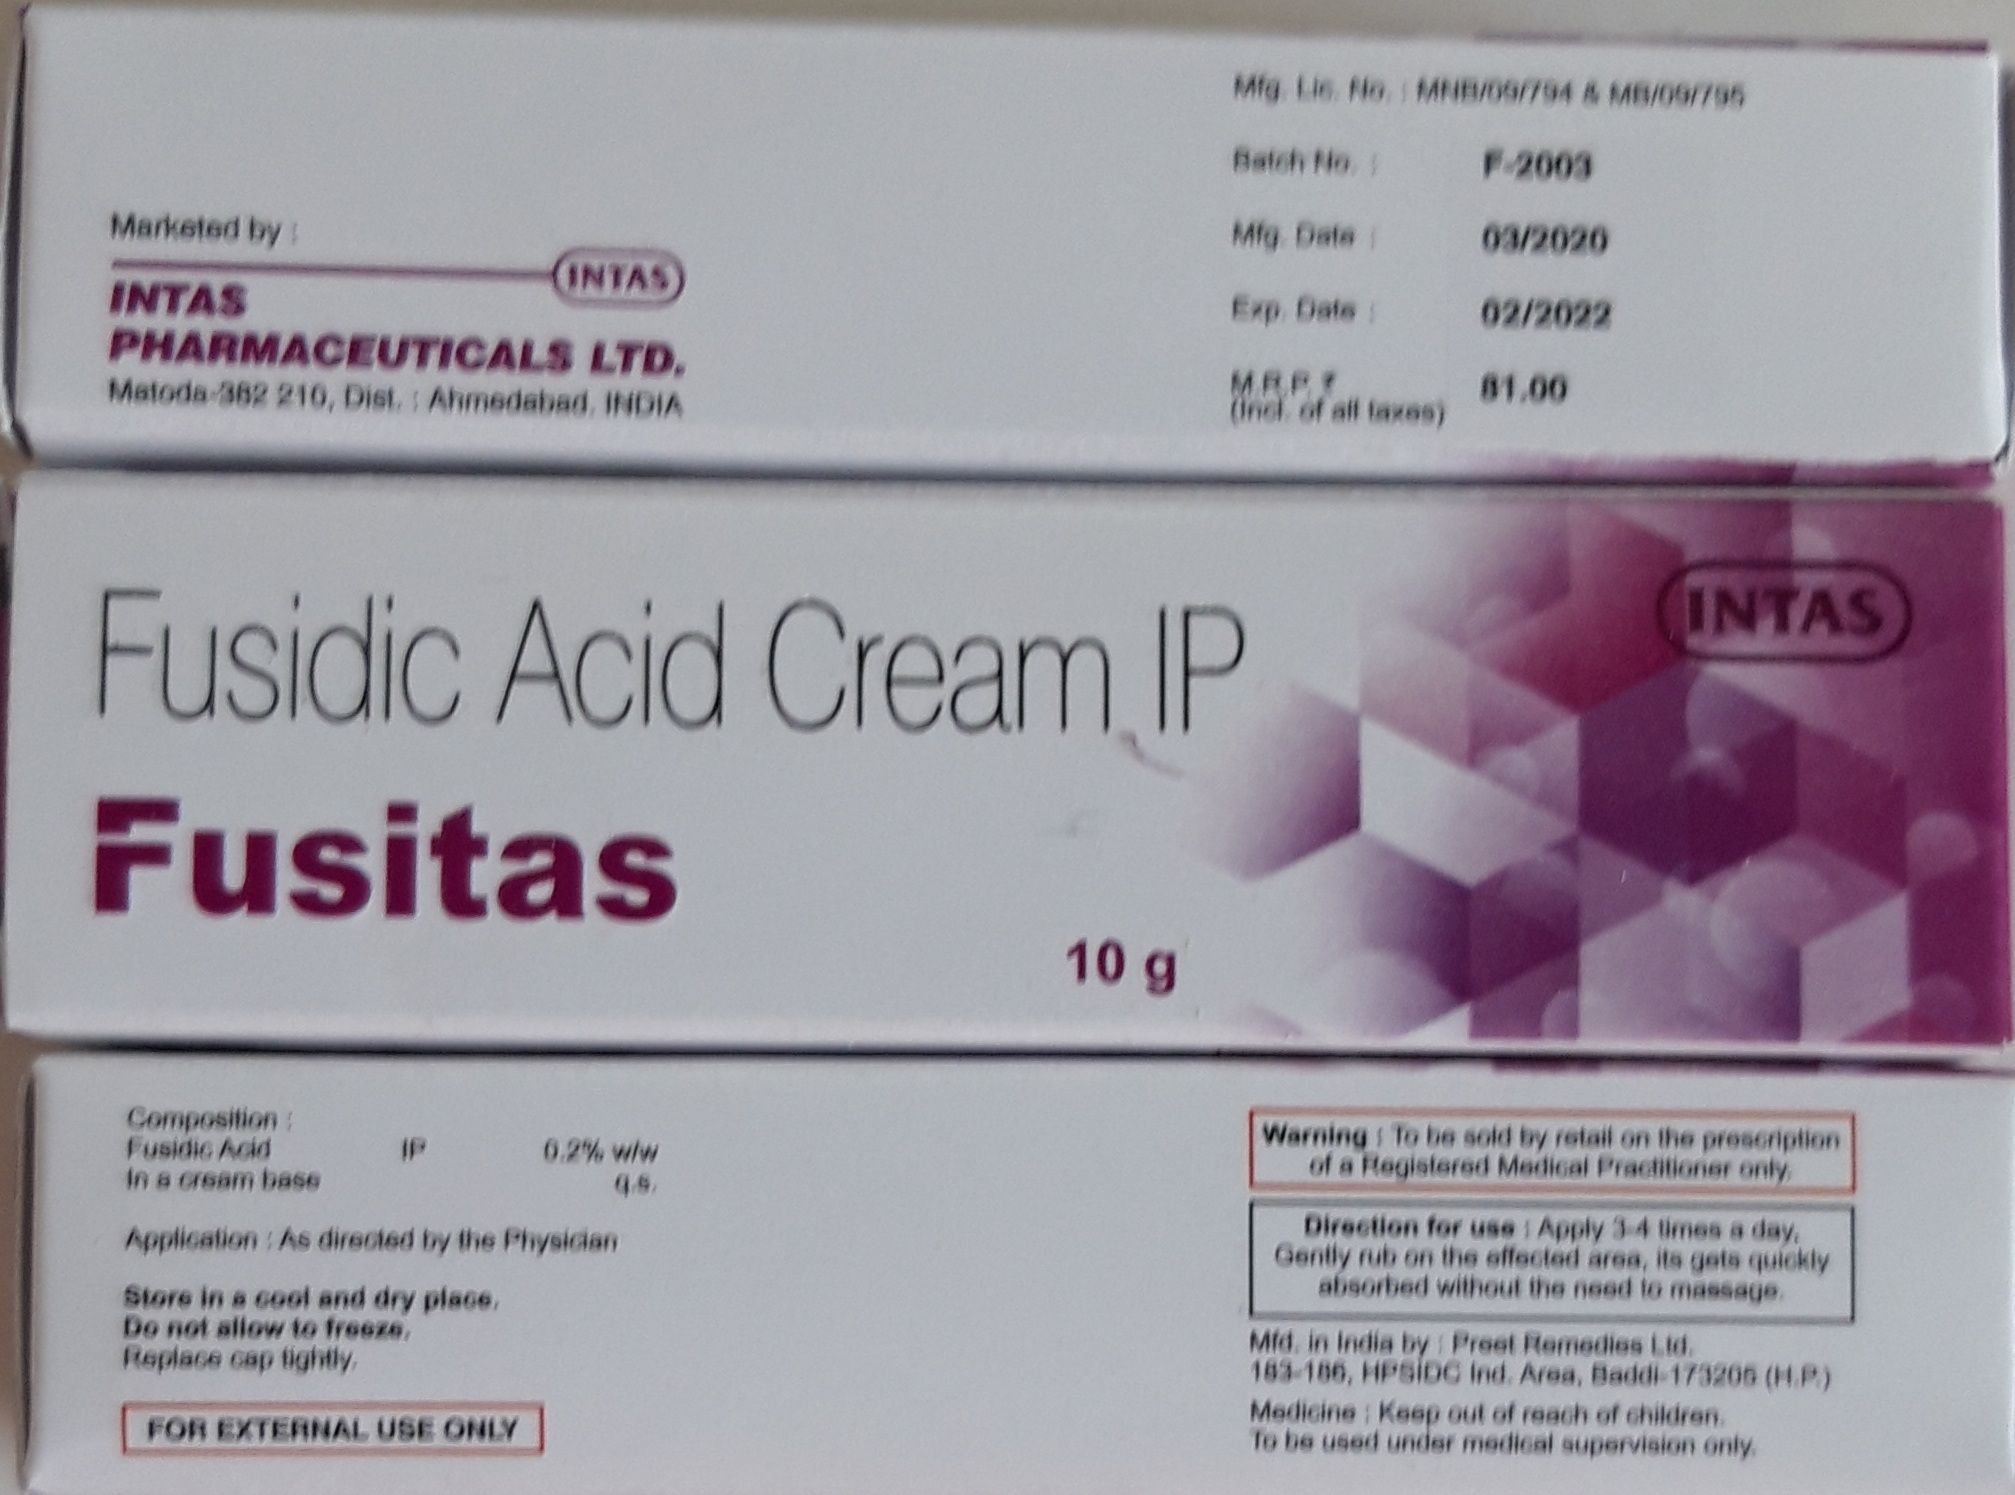 Mfg. Lic. No. : MNB/09/794 & MB/09/795
Batch No. : F-2003
Mfg. Date : 03/2020
Exp. Date : 02/2022
M.R.P. ₹ 81.00
(Incl. of all taxes)
Marketed by :
INTAS
INTAS
PHARMACEUTICALS LTD.
Matoda-382 210, Dist. : Ahmedabad. INDIA
INTAS
Fusidic Acid Cream IP
Fusitas
10 g
Composition :
Fusidic Acid IP 0.2% w/w
In a cream base q.s.
Application : As directed by the Physician
Store in a cool and dry place.
Do not allow to freeze.
Replace cap tightly.
FOR EXTERNAL USE ONLY
Warning : To be sold by retail on the prescription
of a Registered Medical Practitioner only.
Direction for use : Apply 3-4 times a day,
Gently rub on the effected area, its gets quickly
absorbed without the need to massage.
Mfd. in India by : Preet Remedies Ltd.
183-186, HPSIDC Ind. Area, Baddi-173205 (H.P.)
Medicine : Keep out of reach of children.
To be used under medical supervision only.